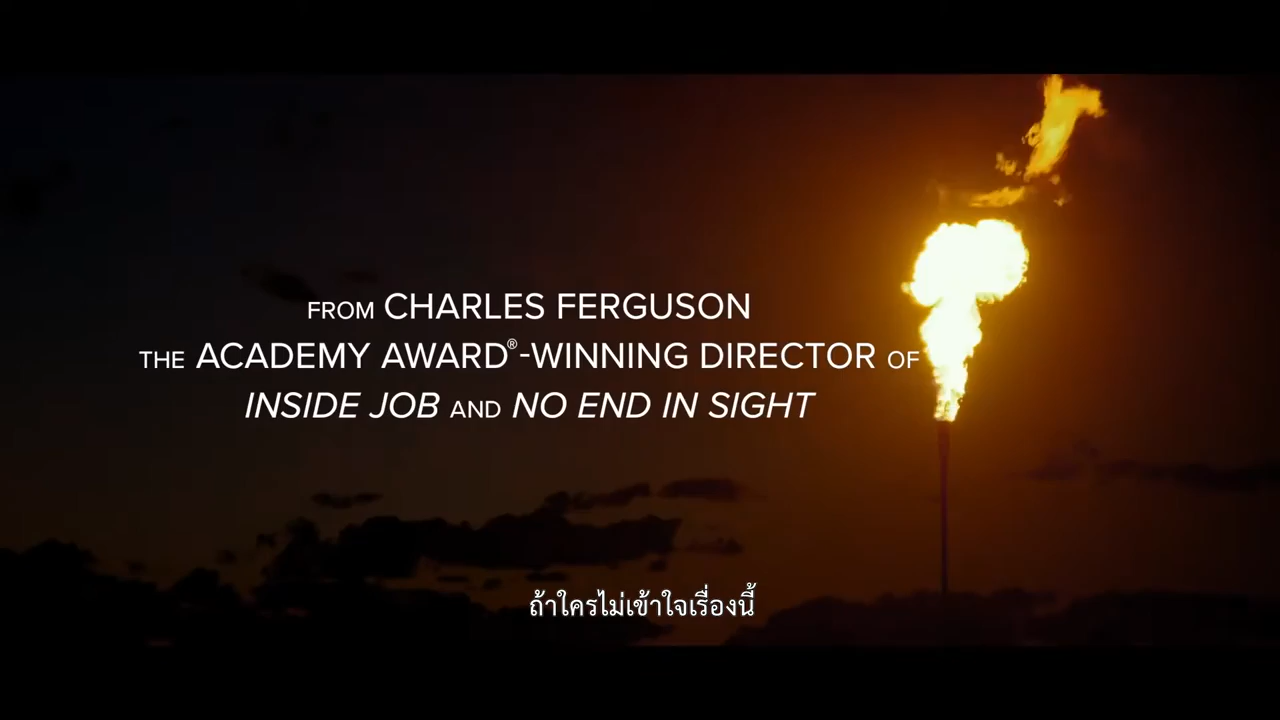 FROM CHARLES FERGUSON
THE ACADEMY AWARD®-WINNING DIRECTOR OF
INSIDE JOB AND NO END IN SIGHT
ถ้าใครไม่เข้าใจเรื่องนี้